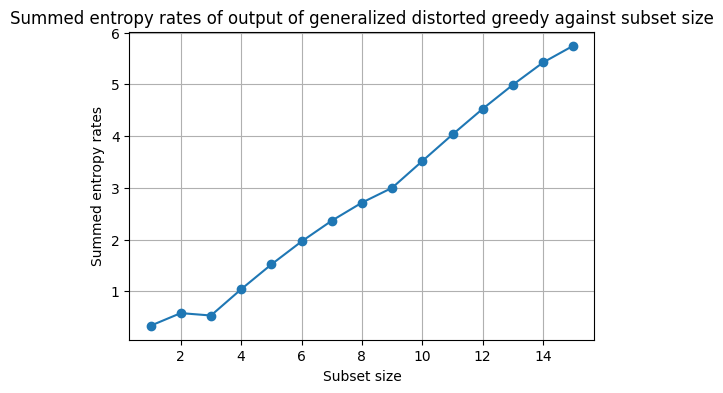 Summed entropy rates of output of generalized distorted greedy against subset size
6
5
4
3
2
1
Summed entropy rates
2 4 6 8 10 12 14
Subset size